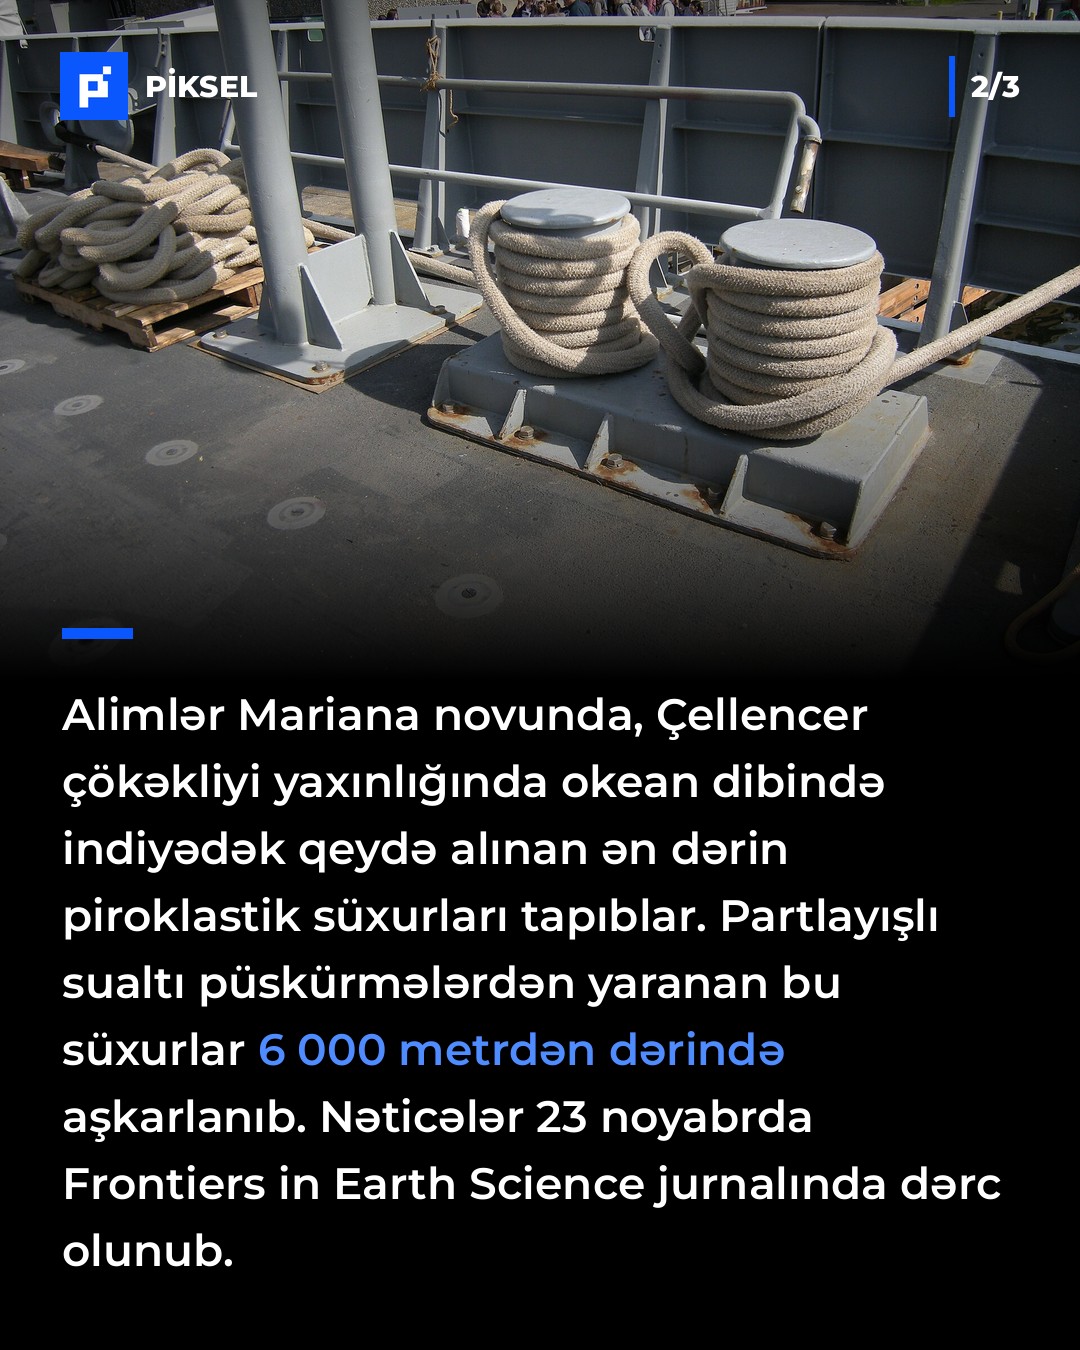 PİKSEL
2/3
Alimlər Mariana novunda, Çellencer
çökəkliyi yaxınlığında okean dibində
indiyədək qeydə alınan ən dərin
piroklastik süxurları tapıblar. Partlayışlı
sualtı püskürmələrdən yaranan bu
süxurlar 6 000 metrdən dərində
aşkarlanıb. Nəticələr 23 noyabrda
Frontiers in Earth Science jurnalında dərc
olunub.